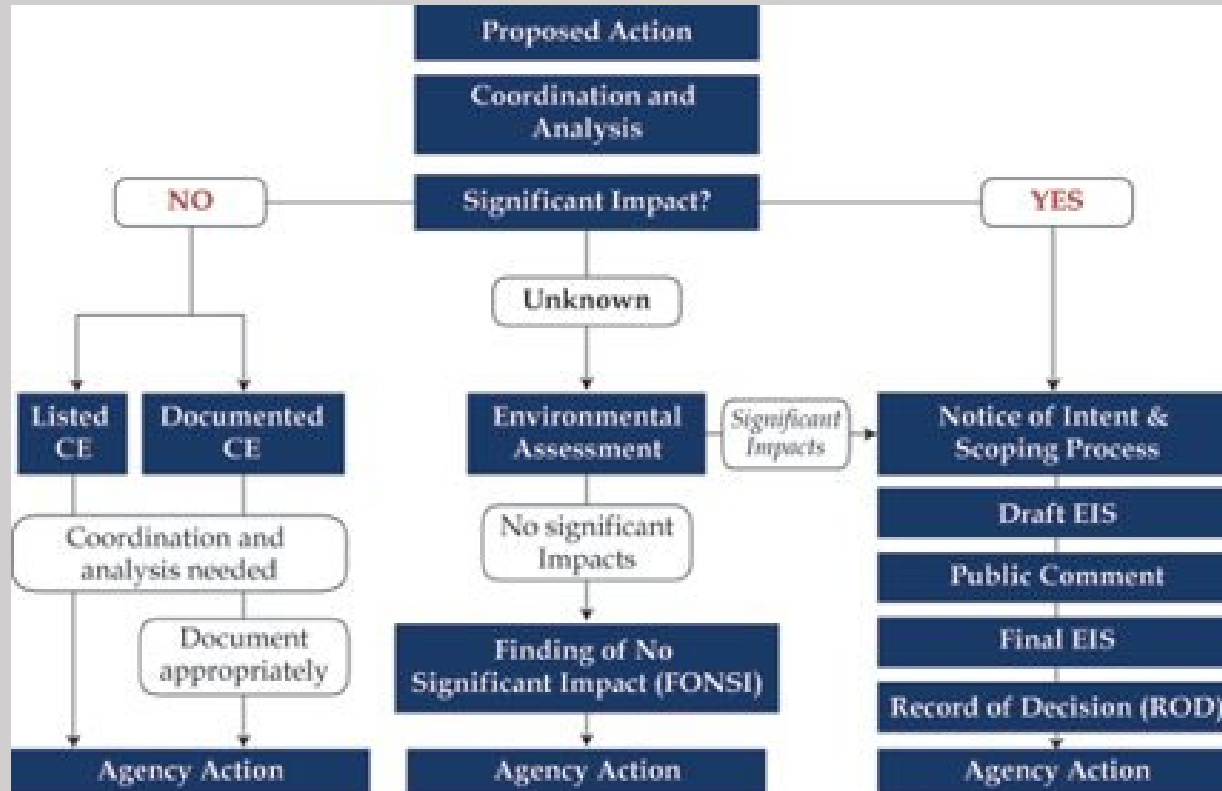 Proposed Action
Coordination and
Analysis
NO
Significant Impact?
YES
Unknown
Listed
CE
Documented
CE
Environmental
Assessment
Significant
Impacts
Notice of Intent &
Scoping Process
Coordination and
analysis needed
No significant
Impacts
Draft EIS
Public Comment
Document
appropriately
Finding of No
Significant Impact (FONSI)
Final EIS
Record of Decision (ROD)
Agency Action
Agency Action
Agency Action